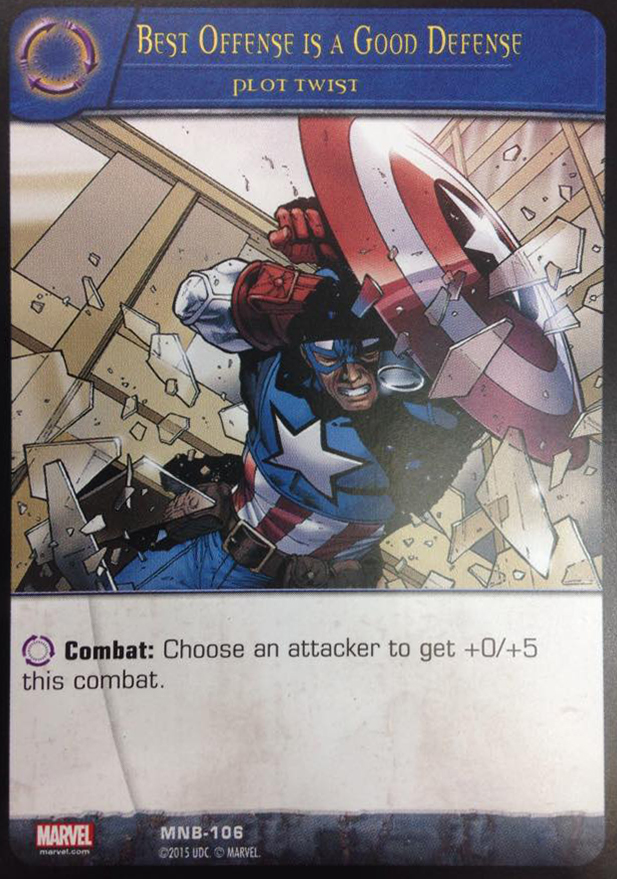 Best Offense is a Good Defense
PLOT TWIST
Combat: Choose an attacker to get +0/+5
this combat.
MARVEL
marvel.com
MNB-106
©2015 UDC. © MARVEL.